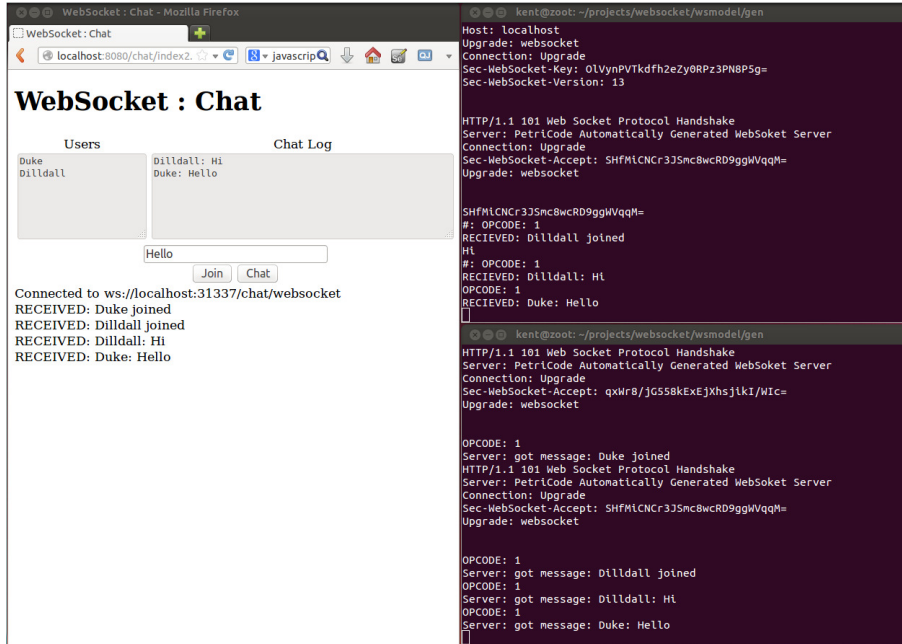 WebSocket : Chat - Mozilla Firefox
WebSocket : Chat
localhost:8080/chat/index2.
javascrip
WebSocket : Chat
Users
Chat Log
Duke
Dilldall
Dilldall: Hi
Duke: Hello
Hello
Join
Chat
Connected to ws://localhost:31337/chat/websocket
RECEIVED: Duke joined
RECEIVED: Dilldall joined
RECEIVED: Dilldall: Hi
RECEIVED: Duke: Hello
kent@zoot: ~/projects/websocket/wsmodel/gen
Host: localhost
Upgrade: websocket
Connection: Upgrade
Sec-WebSocket-Key: OlVynPVTkdfh2eZy0RPz3PN8P5g=
Sec-WebSocket-Version: 13
HTTP/1.1 101 Web Socket Protocol Handshake
Server: PetriCode Automatically Generated WebSoket Server
Connection: Upgrade
Sec-WebSocket-Accept: SHfMiCNCr3JSmc8wcRD9ggWVqqM=
Upgrade: websocket
SHfMiCNCr3JSmc8wcRD9ggWVqqM=
#: OPCODE: 1
RECIEVED: Dilldall joined
Hi
#: OPCODE: 1
RECIEVED: Dilldall: Hi
OPCODE: 1
RECIEVED: Duke: Hello
kent@zoot: ~/projects/websocket/wsmodel/gen
HTTP/1.1 101 Web Socket Protocol Handshake
Server: PetriCode Automatically Generated WebSoket Server
Connection: Upgrade
Sec-WebSocket-Accept: qxWr8/jG558kExEjXhsjikI/WIc=
Upgrade: websocket
OPCODE: 1
Server: got message: Duke joined
HTTP/1.1 101 Web Socket Protocol Handshake
Server: PetriCode Automatically Generated WebSoket Server
Connection: Upgrade
Sec-WebSocket-Accept: SHfMiCNCr3JSmc8wcRD9ggWVqqM=
Upgrade: websocket
OPCODE: 1
Server: got message: Dilldall joined
OPCODE: 1
Server: got message: Dilldall: Hi
OPCODE: 1
Server: got message: Duke: Hello